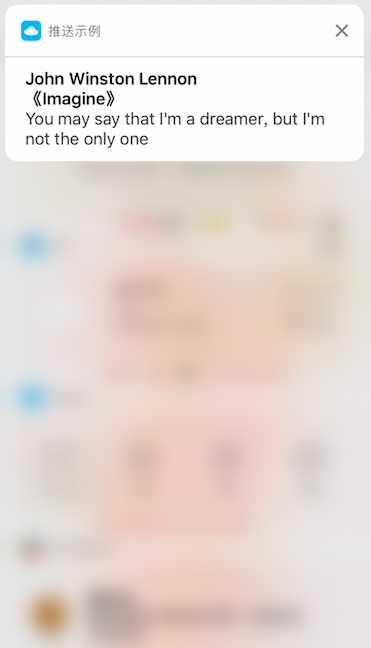 推送示例
John Winston Lennon
《Imagine》
You may say that I'm a dreamer, but I'm
not the only one